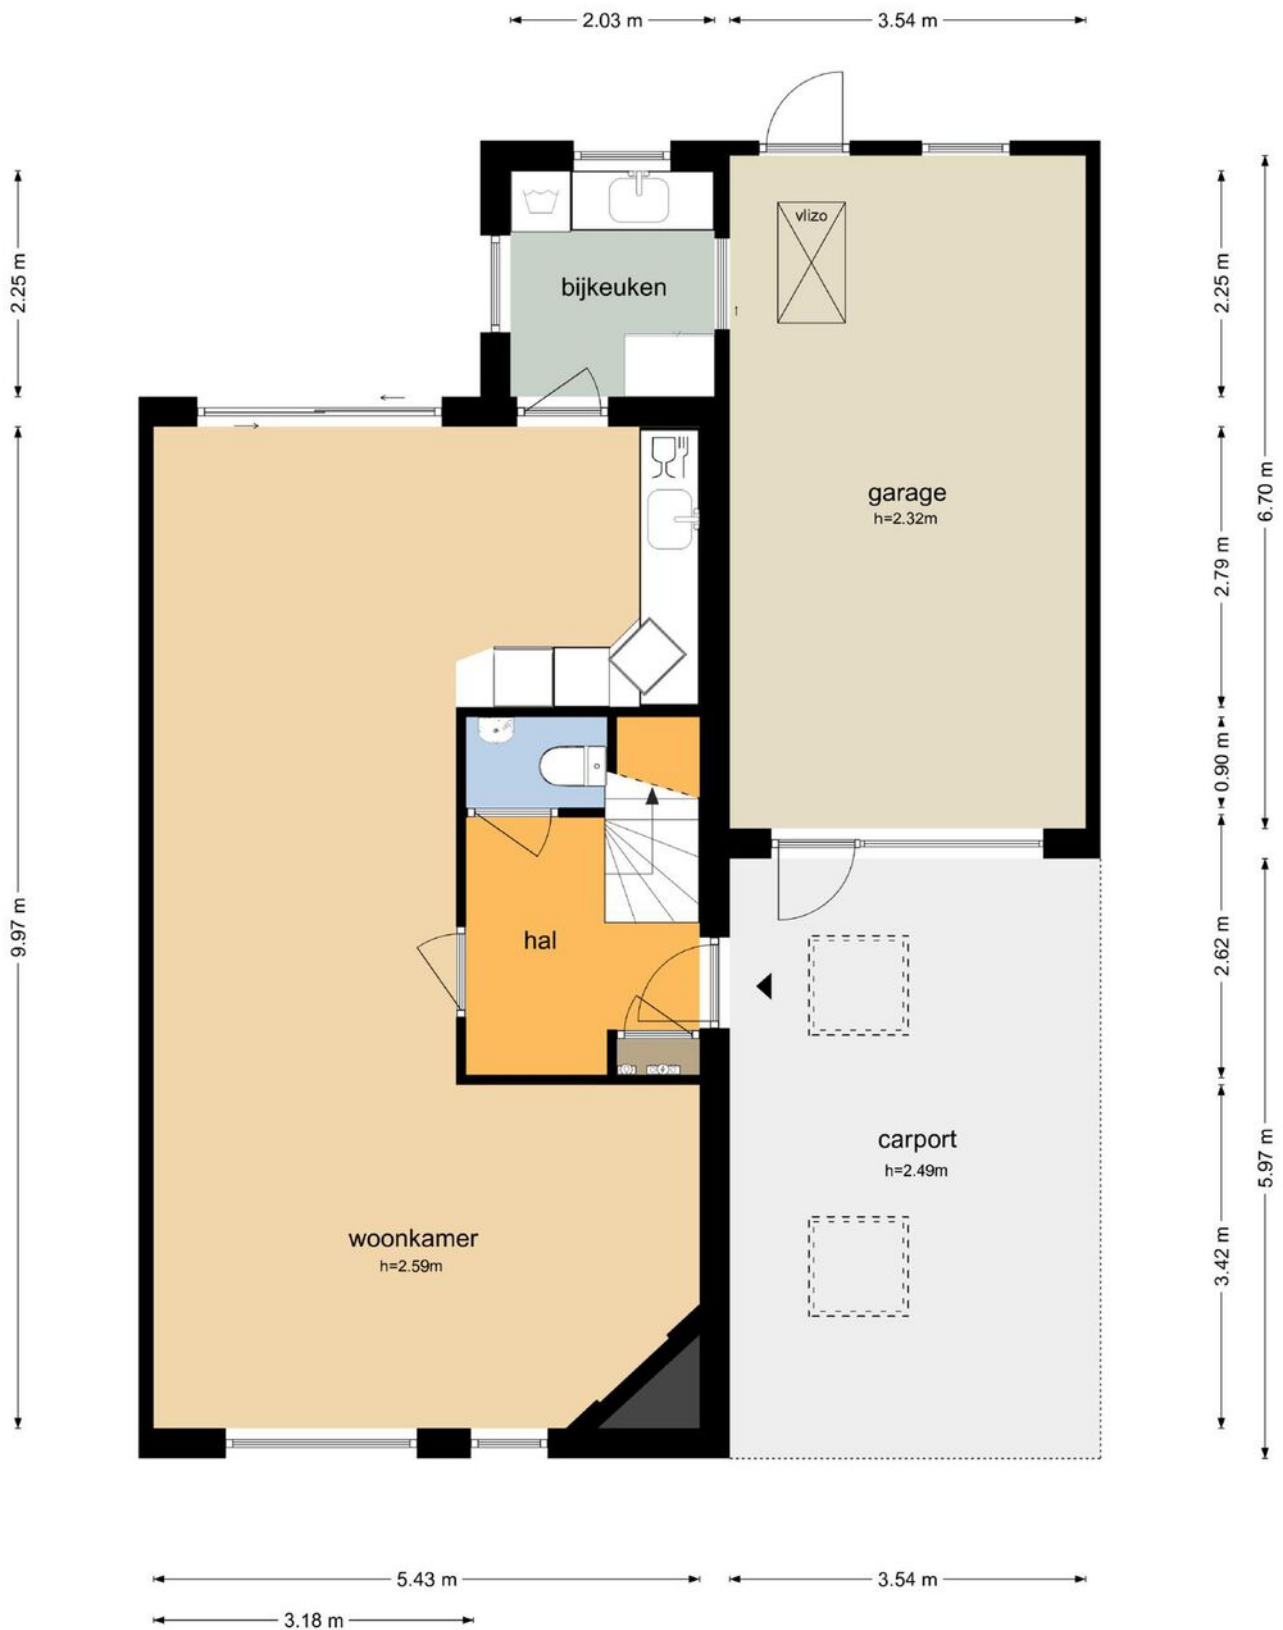 2.03 m
3.54 m
vlizo
bijkeuken
2.25 m
2.25 m
garage
h=2.32m
6.70 m
2.79 m
0.90 m
9.97 m
hal
2.62 m
carport
h=2.49m
5.97 m
woonkamer
h=2.59m
3.42 m
5.43 m
3.54 m
3.18 m